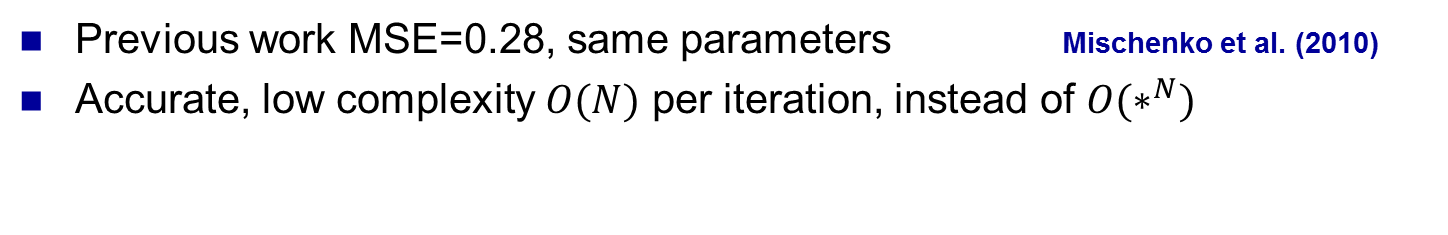 Previous work MSE=0.28, same parameters Mischenko et al. (2010)
Accurate, low complexity O(N) per iteration, instead of O(*^N)